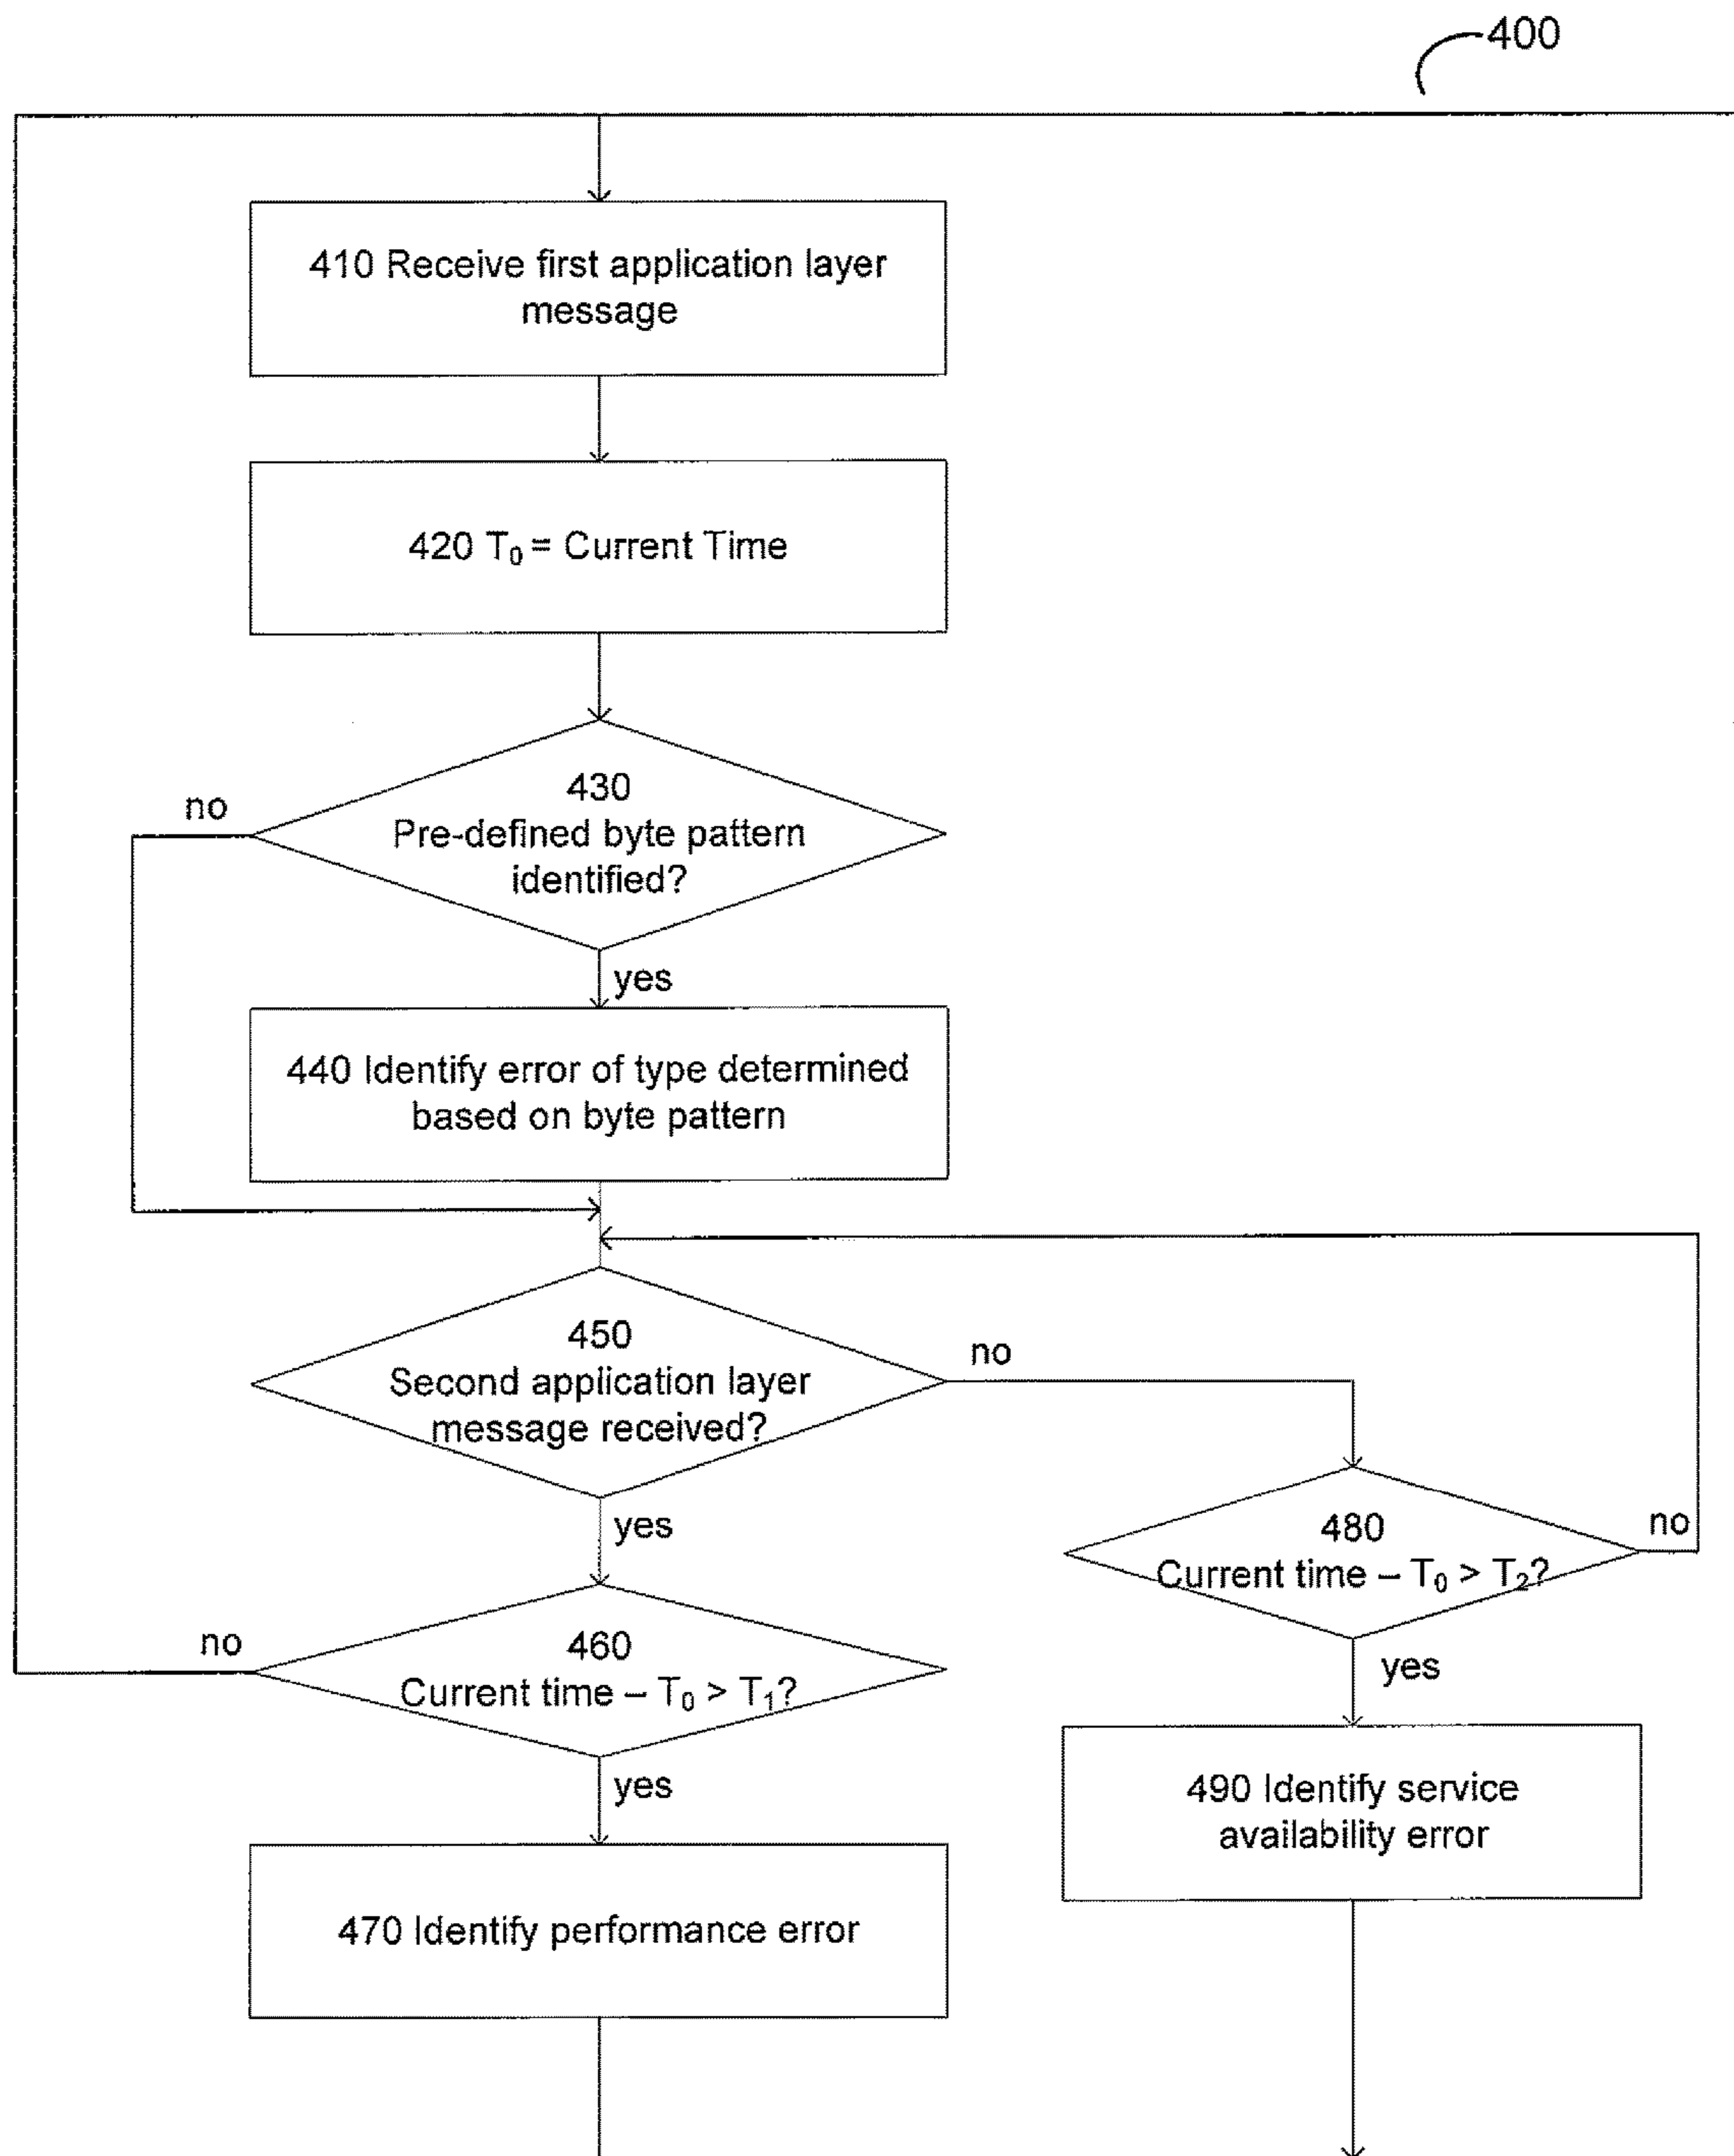 400
410 Receive first application layer
message
420 T₀ = Current Time
430
Pre-defined byte pattern
identified?
no
yes
440 Identify error of type determined
based on byte pattern
450
Second application layer
message received?
no
yes
480
Current time – T₀ > T₂?
no
yes
460
Current time – T₀ > T₁?
no
yes
490 Identify service
availability error
470 Identify performance error